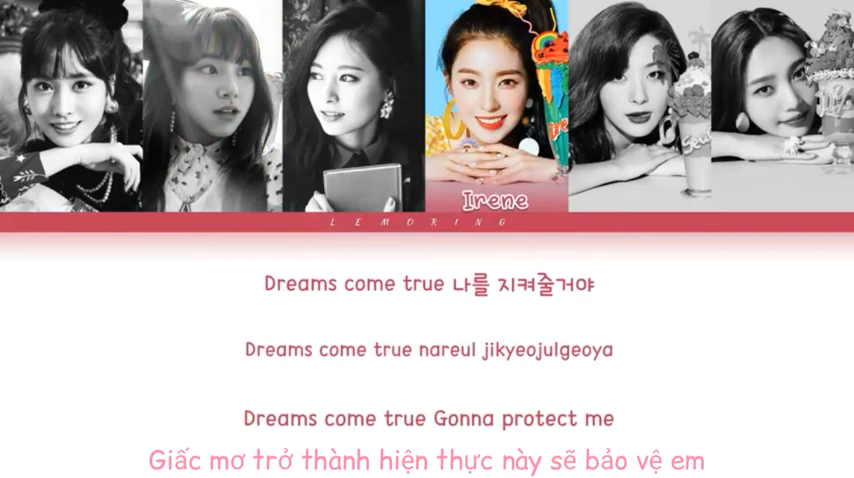 Irene
LEMORING
Dreams come true 나를 지켜줄거야
Dreams come true nareul jikyeojulgeoya
Dreams come true Gonna protect me
Giấc mơ trở thành hiện thực này sẽ bảo vệ em